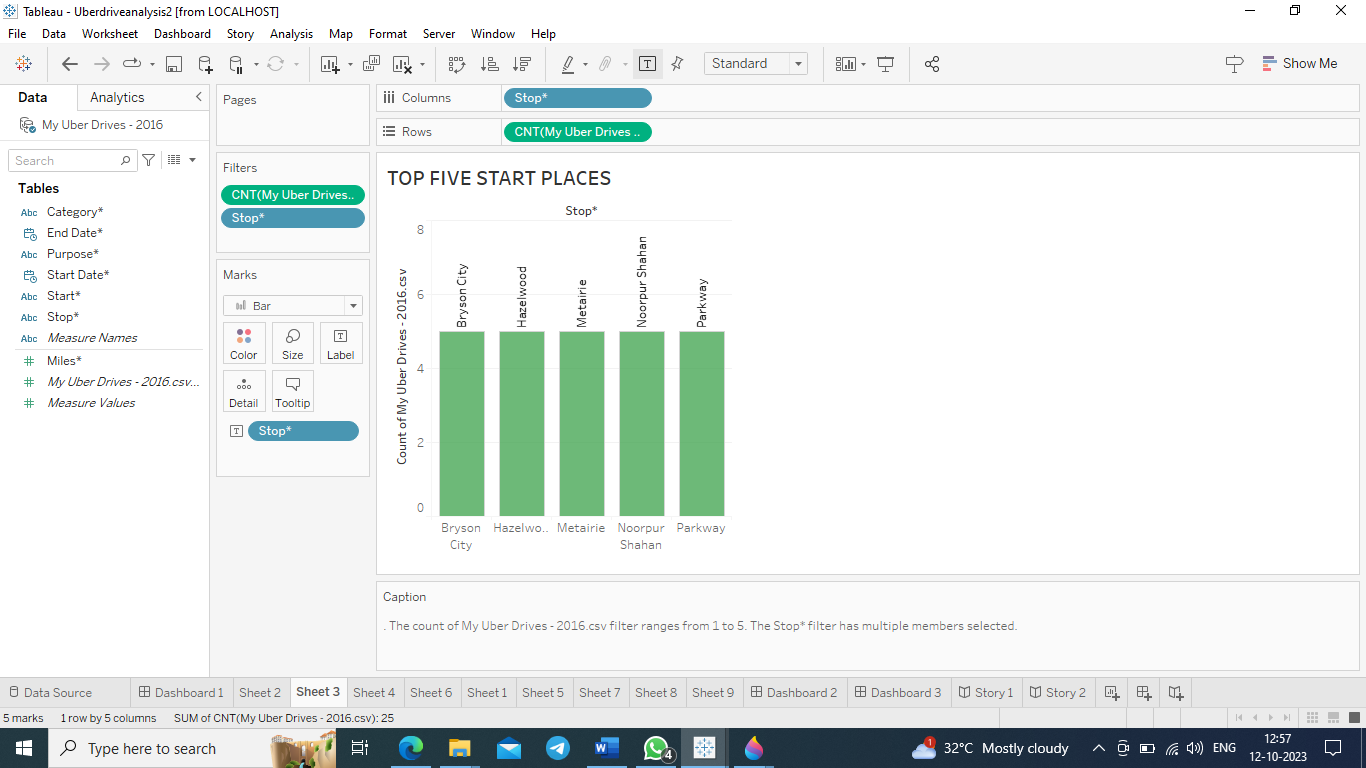 Tableau - Uberdriveanalysis2 [from LOCALHOST]
File Data Worksheet Dashboard Story Analysis Map Format Server Window Help
Standard
Show Me
Data Analytics
My Uber Drives - 2016
Search
Tables
Abc Category*
End Date*
Abc Purpose*
Start Date*
Abc Start*
Abc Stop*
Abc Measure Names
# Miles*
# My Uber Drives - 2016.csv...
# Measure Values
Pages
Filters
CNT(My Uber Drives..
Stop*
Marks
Bar
Color Size Label
Detail Tooltip
Stop*
Columns Stop*
Rows CNT(My Uber Drives ..
TOP FIVE START PLACES
Stop*
Count of My Uber Drives - 2016.csv
8
6
4
2
0
Bryson City
Hazelwood
Metairie
Noorpur Shahan
Parkway
Bryson City
Hazelwo..
Metairie
Noorpur Shahan
Parkway
Caption
. The count of My Uber Drives - 2016.csv filter ranges from 1 to 5. The Stop* filter has multiple members selected.
Data Source Dashboard 1 Sheet 2 Sheet 3 Sheet 4 Sheet 6 Sheet 1 Sheet 5 Sheet 7 Sheet 8 Sheet 9 Dashboard 2 Dashboard 3 Story 1 Story 2
5 marks 1 row by 5 columns SUM of CNT(My Uber Drives - 2016.csv): 25
Type here to search
4
1
32°C Mostly cloudy
ENG
12:57
12-10-2023